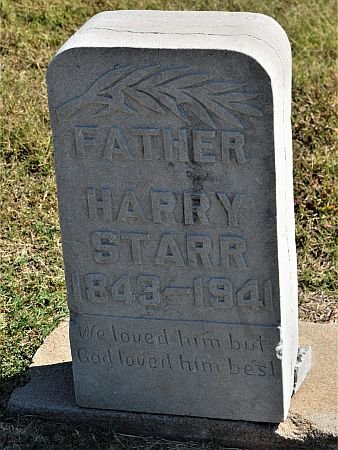 FATHER
HARRY
STARR
1843-1941
We loved him but
God loved him best